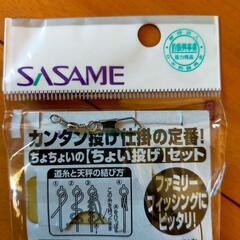 SASAME
カンタン投げ仕掛の定番!
ちょちょいの【ちょい投げ】セット
道糸と天秤の結び方
ファミリー
フィッシングに
ピッタリ!